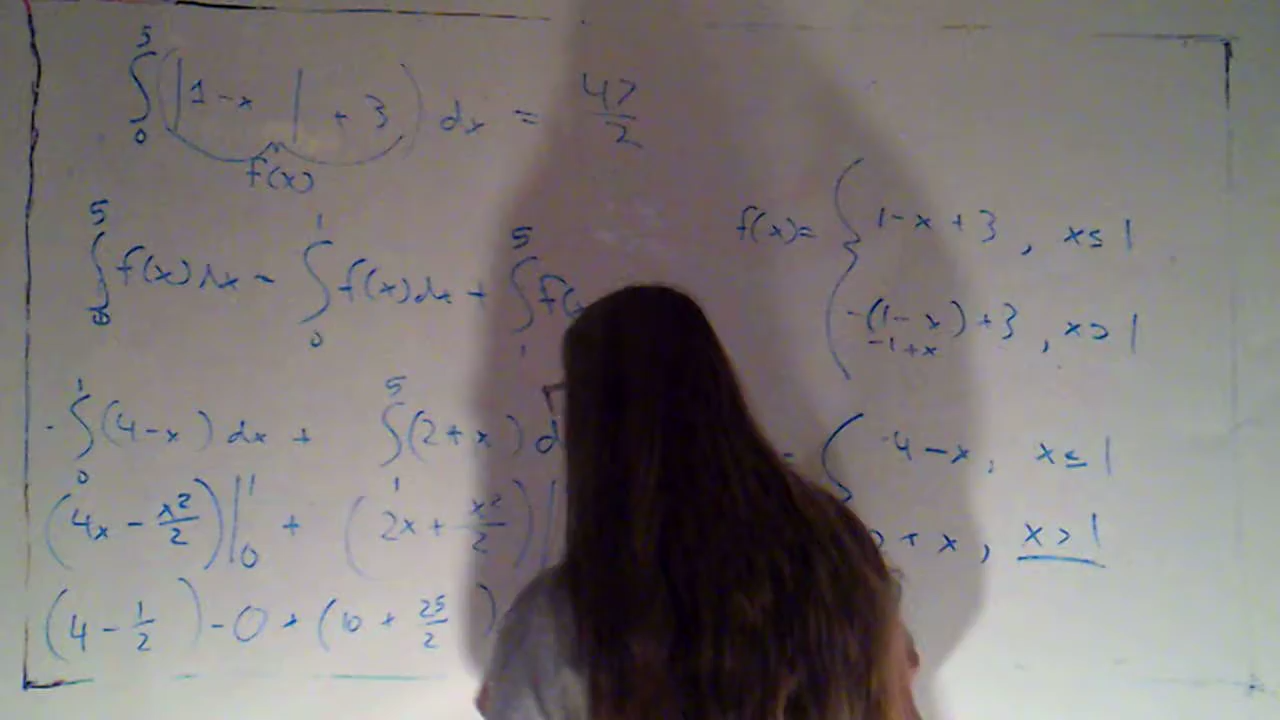 ∫₀⁵ (|1-x| + 3) dx = 47/2
f(x)
∫₀⁵ f(x) dx = ∫₀¹ f(x) dx + ∫₁⁵ f(
∫₀¹ (4-x) dx + ∫₁⁵ (2+x) d
(4x - x²/2) |₀¹ + (2x + x²/2) |
(4 - 1/2) - 0 + (10 + 25/2)
f(x) = { 1-x+3 , x≤1
-(1-x)+3 , x>1
-1+x
= { 4-x, x≤1
+ x, x>1